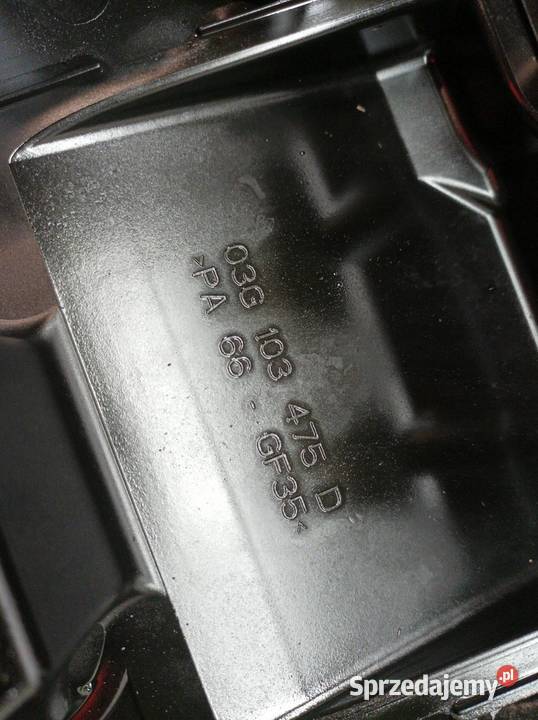 03G 103 475 D
>PA 66 - GF35<
Sprzedajemy.pl